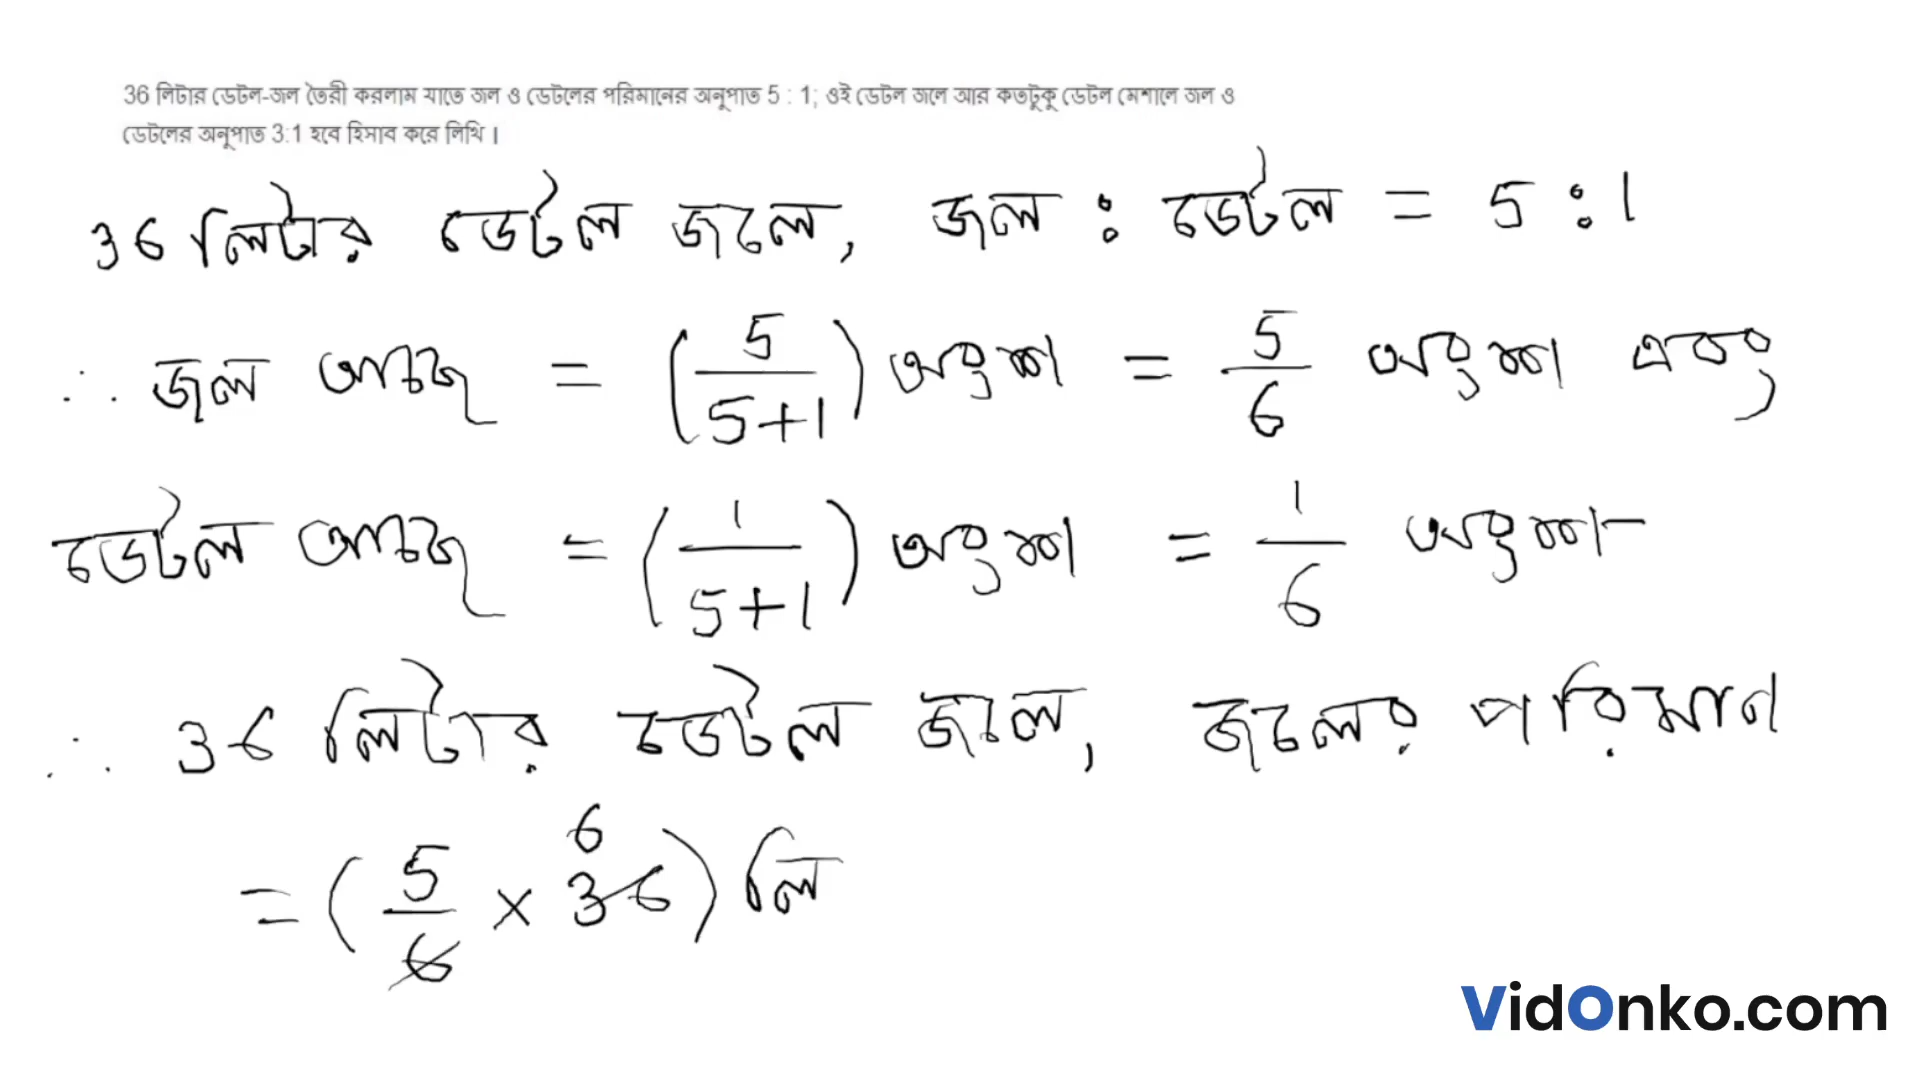 36 লিটার ডেটল-জল তৈরী করলাম যাতে জল ও ডেটলের পরিমানের অনুপাত 5 : 1; ওই ডেটল জলে আর কতটুকু ডেটল মেশালে জল ও
ডেটলের অনুপাত 3:1 হবে হিসাব করে লিখি ।
36 লিটার ডেটল জলে, জল : ডেটল = 5 : 1
∴ জল আছে = (5/(5+1)) অংশ = 5/6 অংশ এবং
ডেটল আছে = (1/(5+1)) অংশ = 1/6 অংশ
∴ 36 লিটার ডেটল জলে, জলের পরিমাণ
6
= (5/6 × 36) লি
VidOnko.com